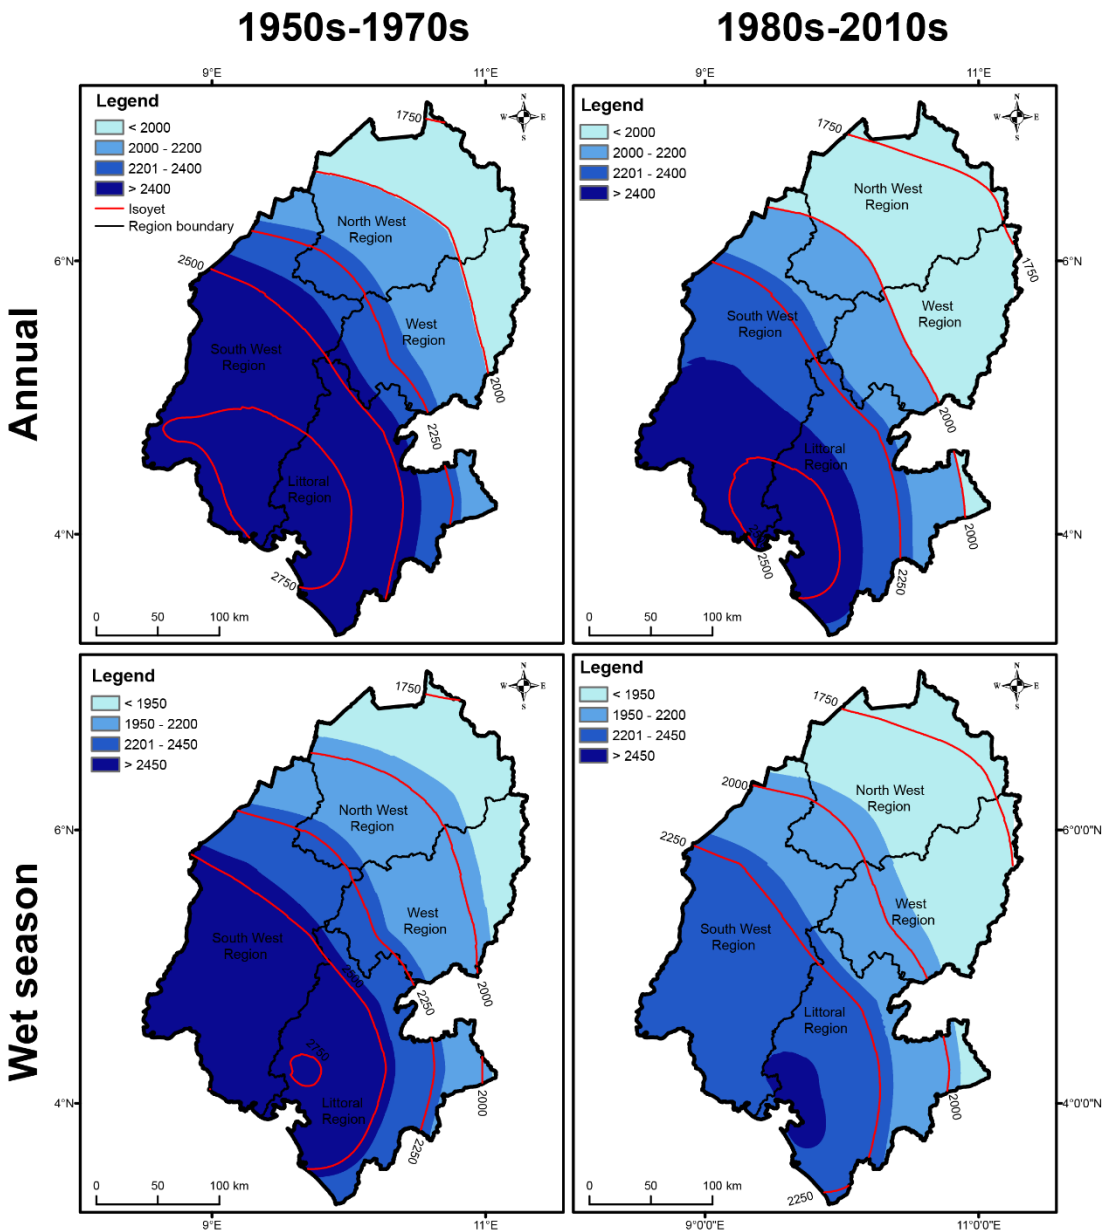 1950s-1970s
1980s-2010s
9°E
11°E
9°E
11°E
Annual
Legend
< 2000
2000 - 2200
2201 - 2400
> 2400
Isoyet
Region boundary
N
W E
S
1750
North West
Region
2500
6°N
West
Region
South West
Region
2000
2250
Littoral
Region
4°N
2750
0 50 100 km
Legend
< 2000
2000 - 2200
2201 - 2400
> 2400
N
W E
S
1750
North West
Region
6°N
1750
West
Region
South West
Region
2000
Littoral
Region
4°N
2000
2500
2250
0 50 100 km
Wet season
Legend
< 1950
1950 - 2200
2201 - 2450
> 2450
N
W E
S
1750
North West
Region
6°N
West
Region
South West
Region
2500
2250
2000
2750
4°N
Littoral
Region
2000
2250
0 50 100 km
9°E
11°E
Legend
< 1950
1950 - 2200
2201 - 2450
> 2450
N
W E
S
1750
2000
North West
Region
6°0'0"N
2250
West
Region
South West
Region
Littoral
Region
4°0'0"N
2000
2250
0 50 100 km
9°0'0"E
11°0'0"E